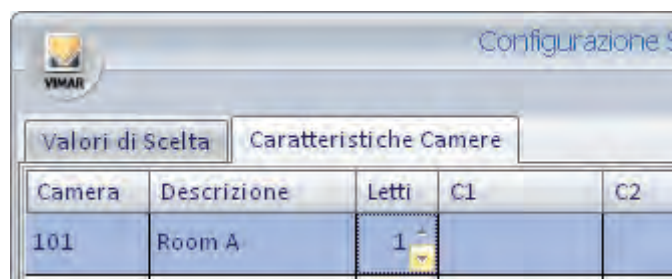 Configurazione S
VIMAR
Valori di Scelta Caratteristiche Camere
Camera Descrizione Letti C1 C2
101 Room A 1